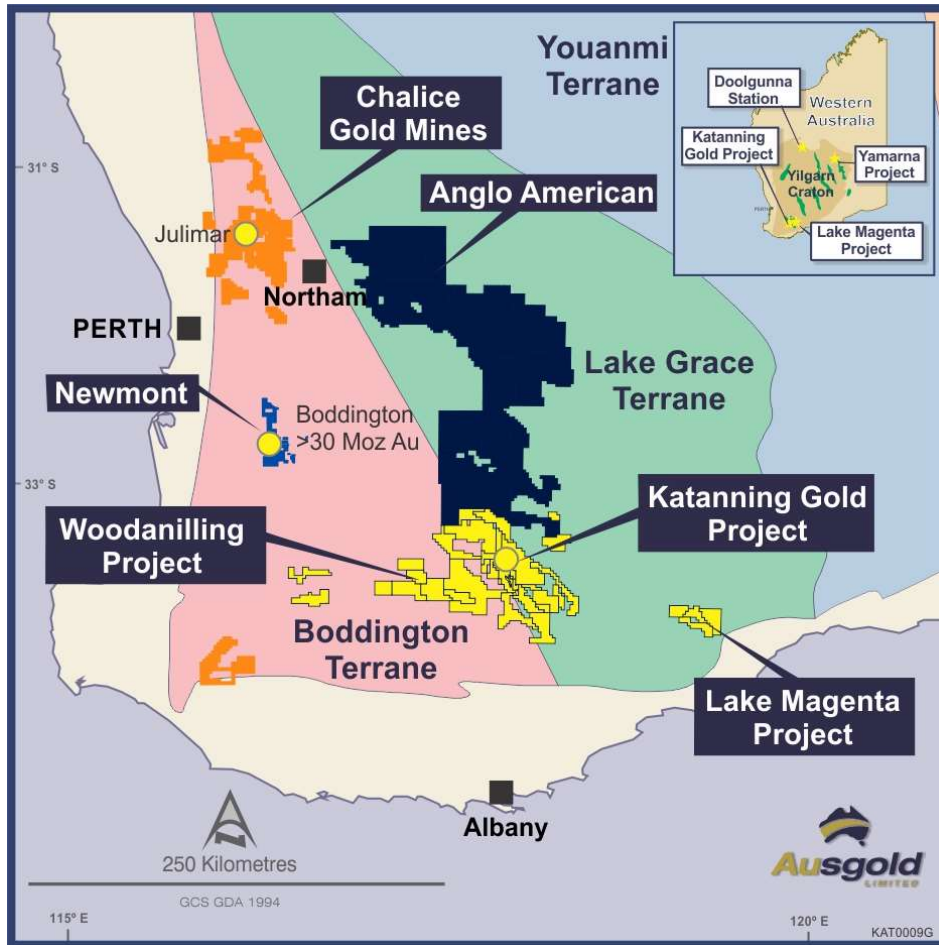 Youanmi
Terrane
Doolgunna
Station
Western
Australia
Katanning
Gold Project
Yamarna
Project
Yilgarn
Craton
PERTH
Lake Magenta
Project
Chalice
Gold Mines
31° S
Anglo American
Julimar
Northam
PERTH
Lake Grace
Terrane
Newmont
Boddington
>30 Moz Au
33° S
Katanning Gold
Project
Woodanilling
Project
Boddington
Terrane
Lake Magenta
Project
Albany
250 Kilometres
GCS GDA 1994
Ausgold
LIMITED
115° E
120° E
KAT0009G